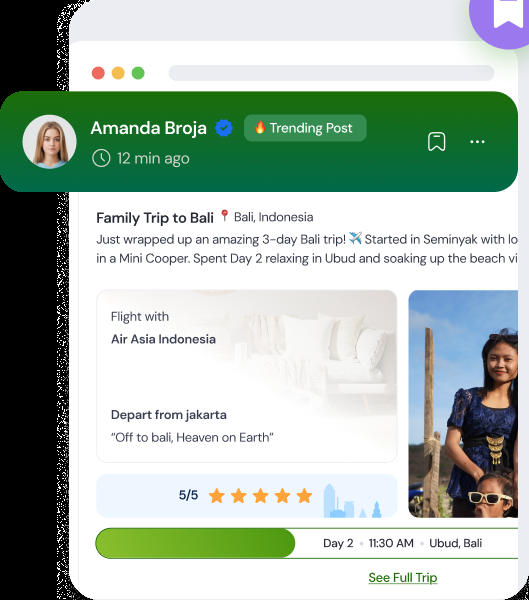 Amanda Broja
Trending Post
12 min ago
Family Trip to Bali Bali, Indonesia
Just wrapped up an amazing 3-day Bali trip! Started in Seminyak with lo
in a Mini Cooper. Spent Day 2 relaxing in Ubud and soaking up the beach vi
Flight with
Air Asia Indonesia
Depart from jakarta
“Off to bali, Heaven on Earth”
5/5
Day 2 • 11:30 AM • Ubud, Bali
See Full Trip